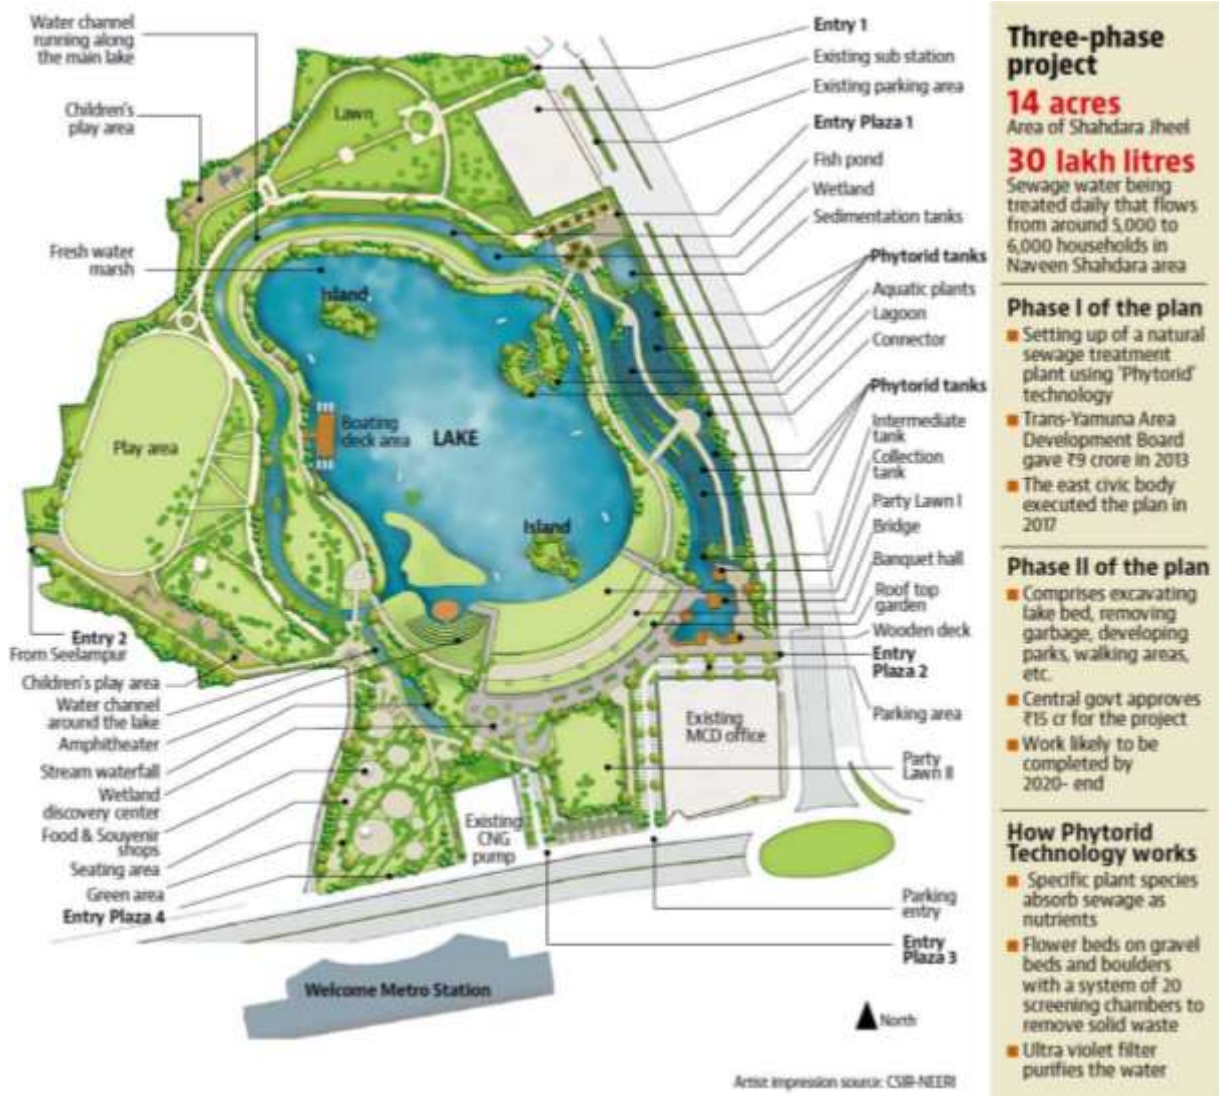 Water channel
running along
the main lake
Children's
play area
Fresh water
marsh
Entry 2
From Seelampur
Children's play area
Water channel
around the lake
Amphitheater
Stream waterfall
Wetland
discovery center
Food & Souvenir
shops
Seating area
Green area
Entry Plaza 4
Lawn
Island
Boating
deck area
LAKE
Play area
Island
Existing
MCD office
Existing
CNG
pump
Welcome Metro Station
Entry 1
Existing sub station
Existing parking area
Entry Plaza 1
Fish pond
Wetland
Sedimentation tanks
Phytorid tanks
Aquatic plants
Lagoon
Connector
Phytorid tanks
Intermediate
tank
Collection
tank
Party Lawn I
Bridge
Banquet hall
Roof top
garden
Wooden deck
Entry
Plaza 2
Parking area
Party
Lawn II
Parking
entry
Entry
Plaza 3
North
Artist impression source: CSIR-NEERI
Three-phase
project
14 acres
Area of Shahdara Jheel
30 lakh litres
Sewage water being
treated daily that flows
from around 5,000 to
6,000 households in
Naveen Shahdara area
Phase I of the plan
Setting up of a natural
sewage treatment
plant using 'Phytorid'
technology
Trans-Yamuna Area
Development Board
gave ₹9 crore in 2013
The east civic body
executed the plan in
2017
Phase II of the plan
Comprises excavating
lake bed, removing
garbage, developing
parks, walking areas,
etc.
Central govt approves
₹15 cr for the project
Work likely to be
completed by
2020- end
How Phytorid
Technology works
Specific plant species
absorb sewage as
nutrients
Flower beds on gravel
beds and boulders
with a system of 20
screening chambers to
remove solid waste
Ultra violet filter
purifies the water